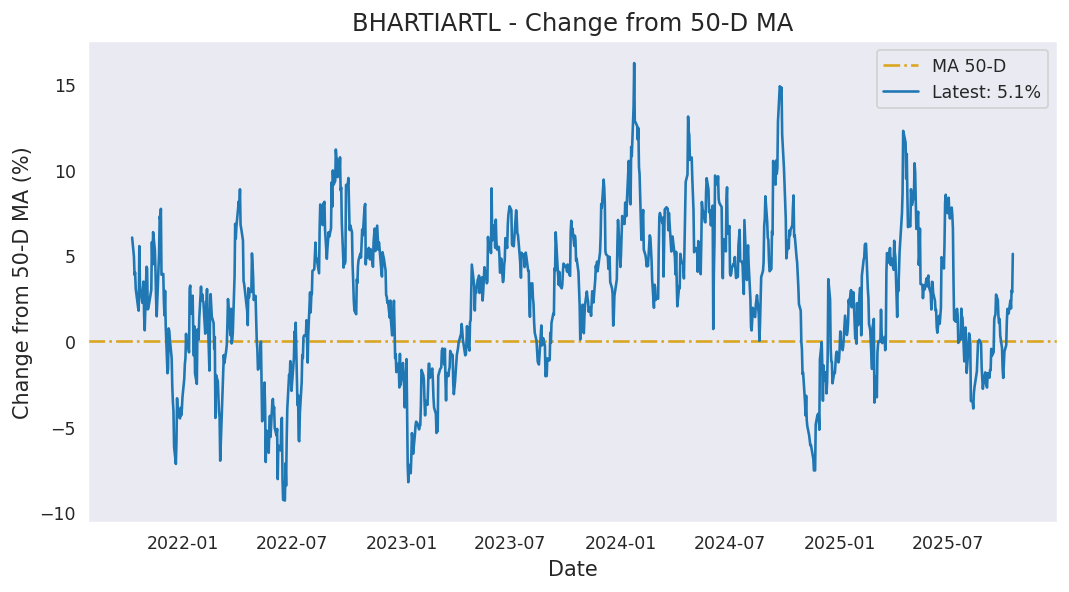 BHARTIARTL - Change from 50-D MA
MA 50-D
Latest: 5.1%
Change from 50-D MA (%)
15
10
5
0
−5
−10
2022-01
2022-07
2023-01
2023-07
2024-01
2024-07
2025-01
2025-07
Date